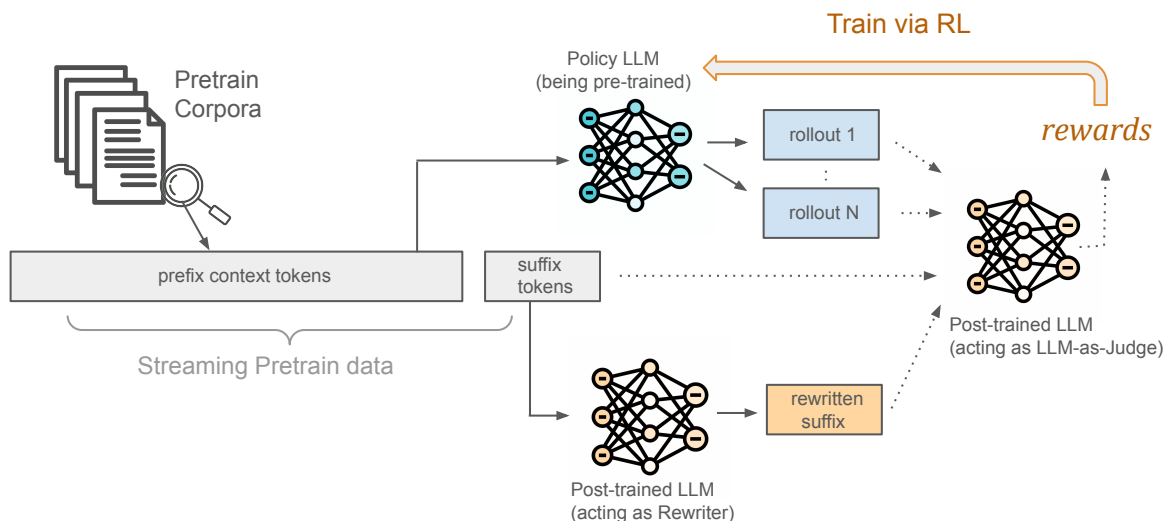 Train via RL
Pretrain
Corpora
Policy LLM
(being pre-trained)
rollout 1
rewards
rollout N
prefix context tokens
suffix
tokens
Streaming Pretrain data
Post-trained LLM
(acting as LLM-as-Judge)
rewritten
suffix
Post-trained LLM
(acting as Rewriter)